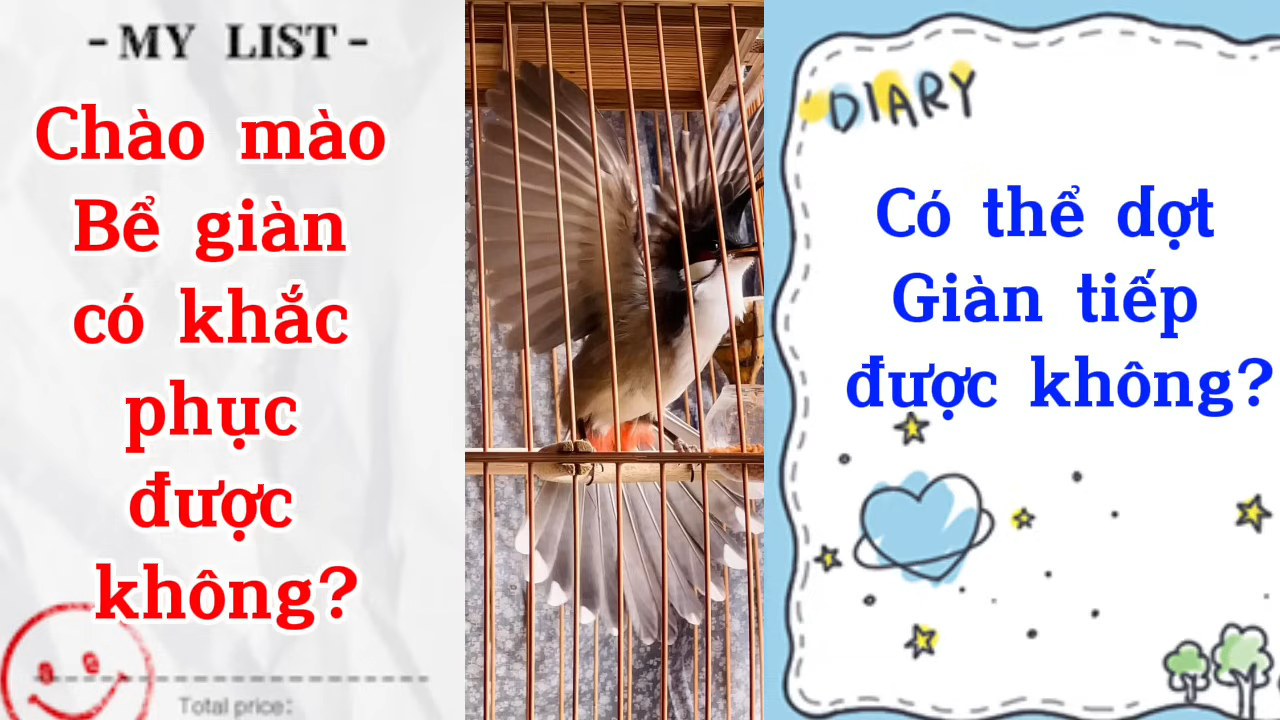 - MY LIST -
Chào mào
Bể giàn
có khắc
phục
được
không?
Total price:
DIARY
Có thể dợt
Giàn tiếp
được không?